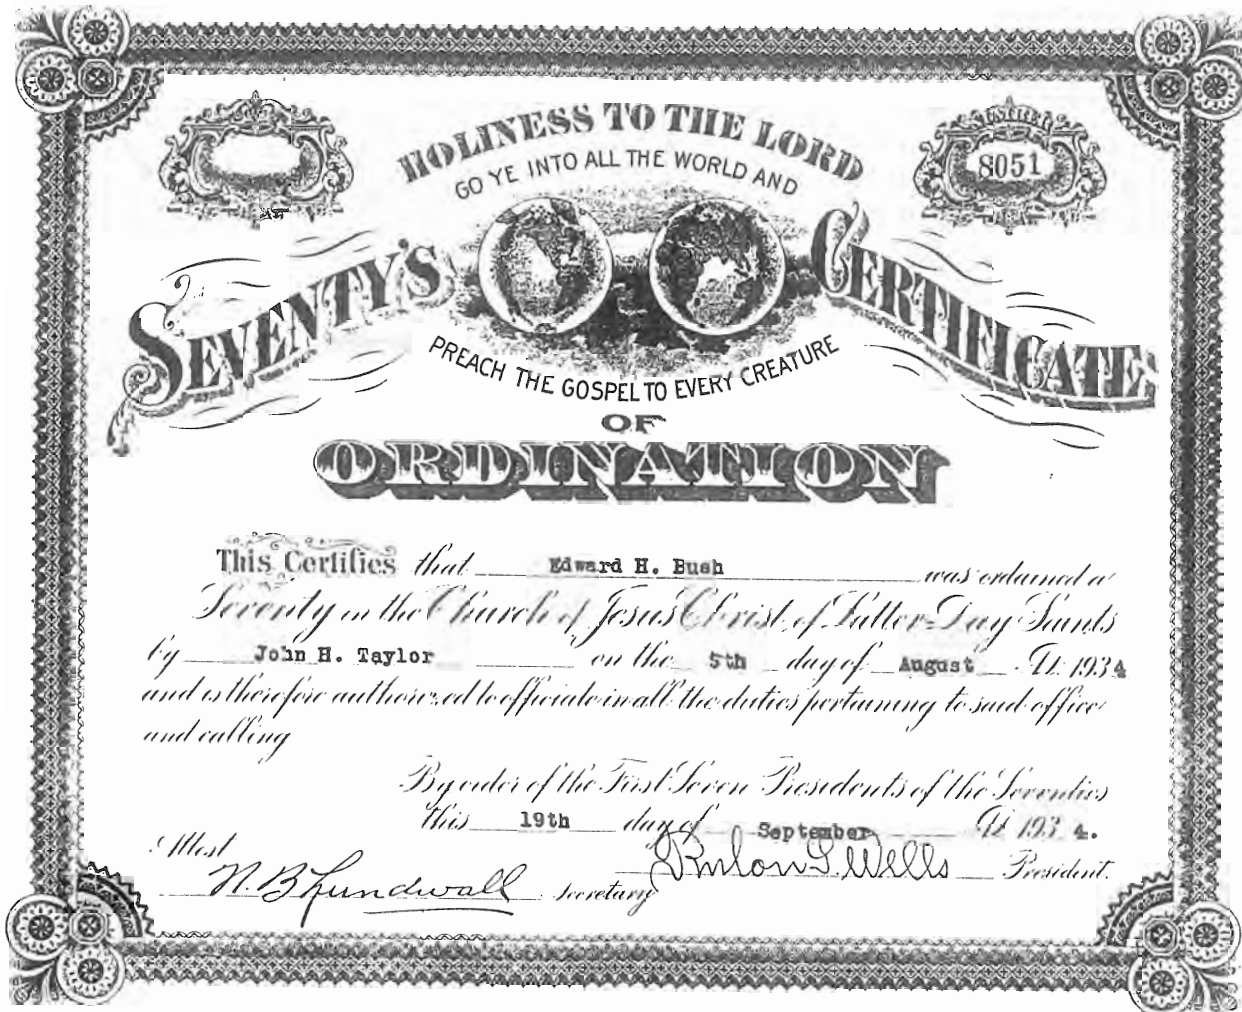 HOLINESS TO THE LORD
GO YE INTO ALL THE WORLD AND
8051
SEVENTY'S CERTIFICATE
PREACH THE GOSPEL TO EVERY CREATURE
OF
ORDINATION
This Certifies that Edward H. Bush was ordained a
Seventy in the Church of Jesus Christ of Latter-Day Saints
by John H. Taylor on the 5th day of August A.D. 1934
and is therefore authorized to officiate in all the duties pertaining to said office
and calling
By order of the First Seven Presidents of the Seventies
this 19th day of September A.D. 1934.
Attest
N. B. Lundwall Secretary Rulon S. Wells President.